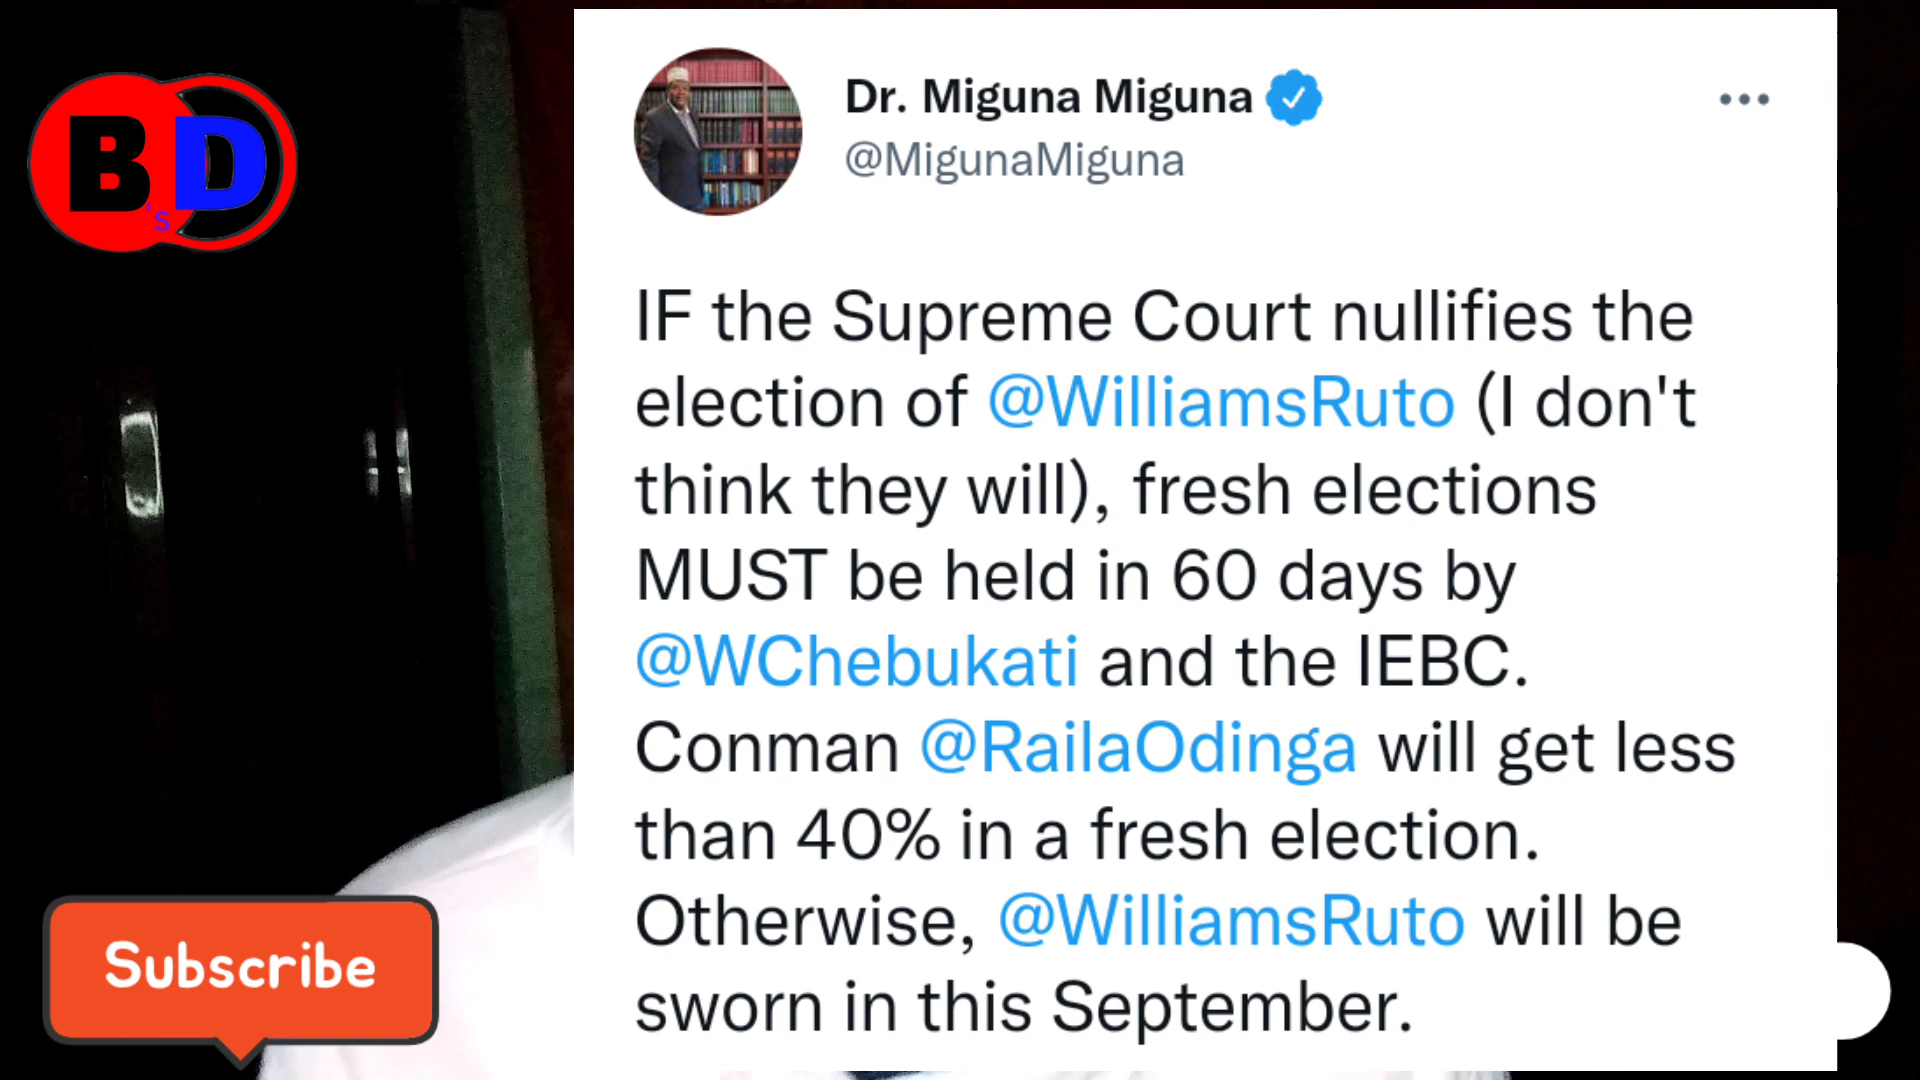 B'sD
Dr. Miguna Miguna
@MigunaMiguna
IF the Supreme Court nullifies the
election of @WilliamsRuto (I don't
think they will), fresh elections
MUST be held in 60 days by
@WChebukati and the IEBC.
Conman @RailaOdinga will get less
than 40% in a fresh election.
Otherwise, @WilliamsRuto will be
sworn in this September.
Subscribe